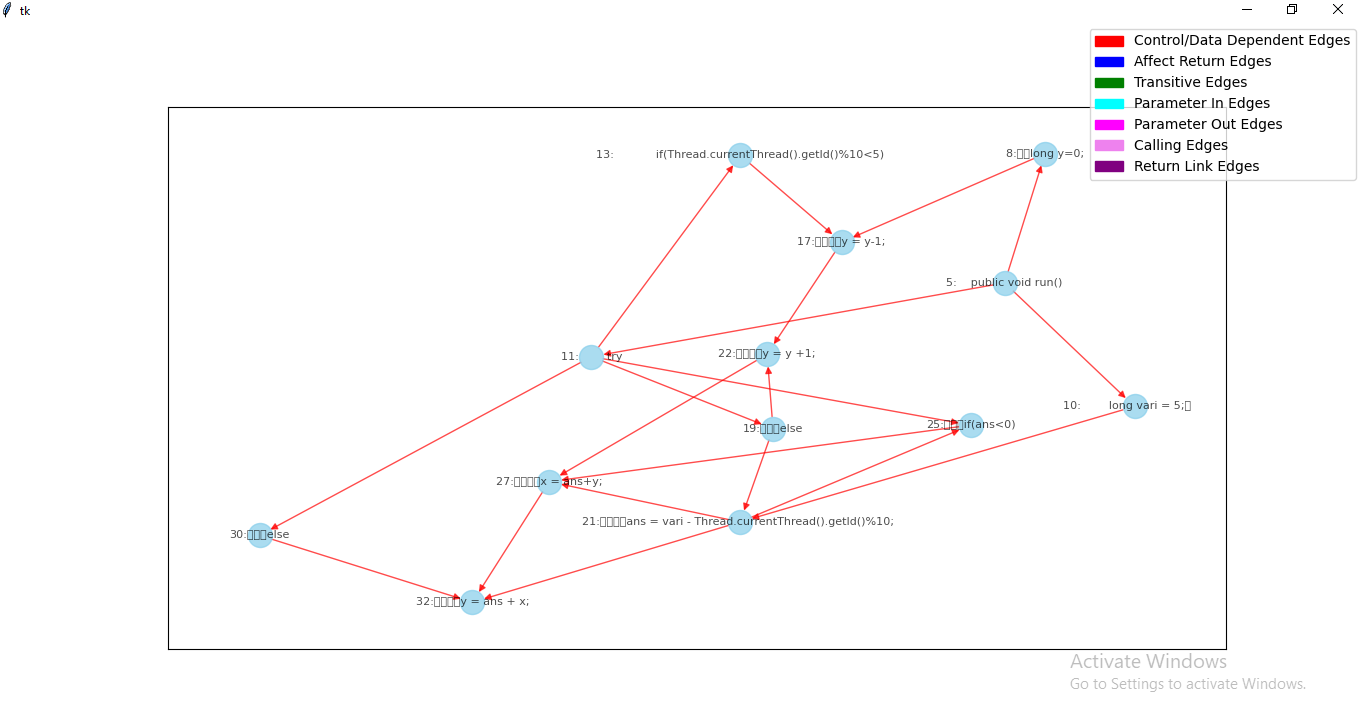 tk
Control/Data Dependent Edges
Affect Return Edges
Transitive Edges
Parameter In Edges
Parameter Out Edges
Calling Edges
Return Link Edges
13: if(Thread.currentThread().getId()%10<5)
8:▯▯long y=0;
17:▯▯▯▯y = y-1;
5: public void run()
11: try
22:▯▯▯▯y = y +1;
10: long vari = 5;▯
19:▯▯▯else
25:▯▯▯if(ans<0)
27:▯▯▯▯x = ans+y;
21:▯▯▯▯ans = vari - Thread.currentThread().getId()%10;
30:▯▯▯else
32:▯▯▯▯y = ans + x;
Activate Windows
Go to Settings to activate Windows.